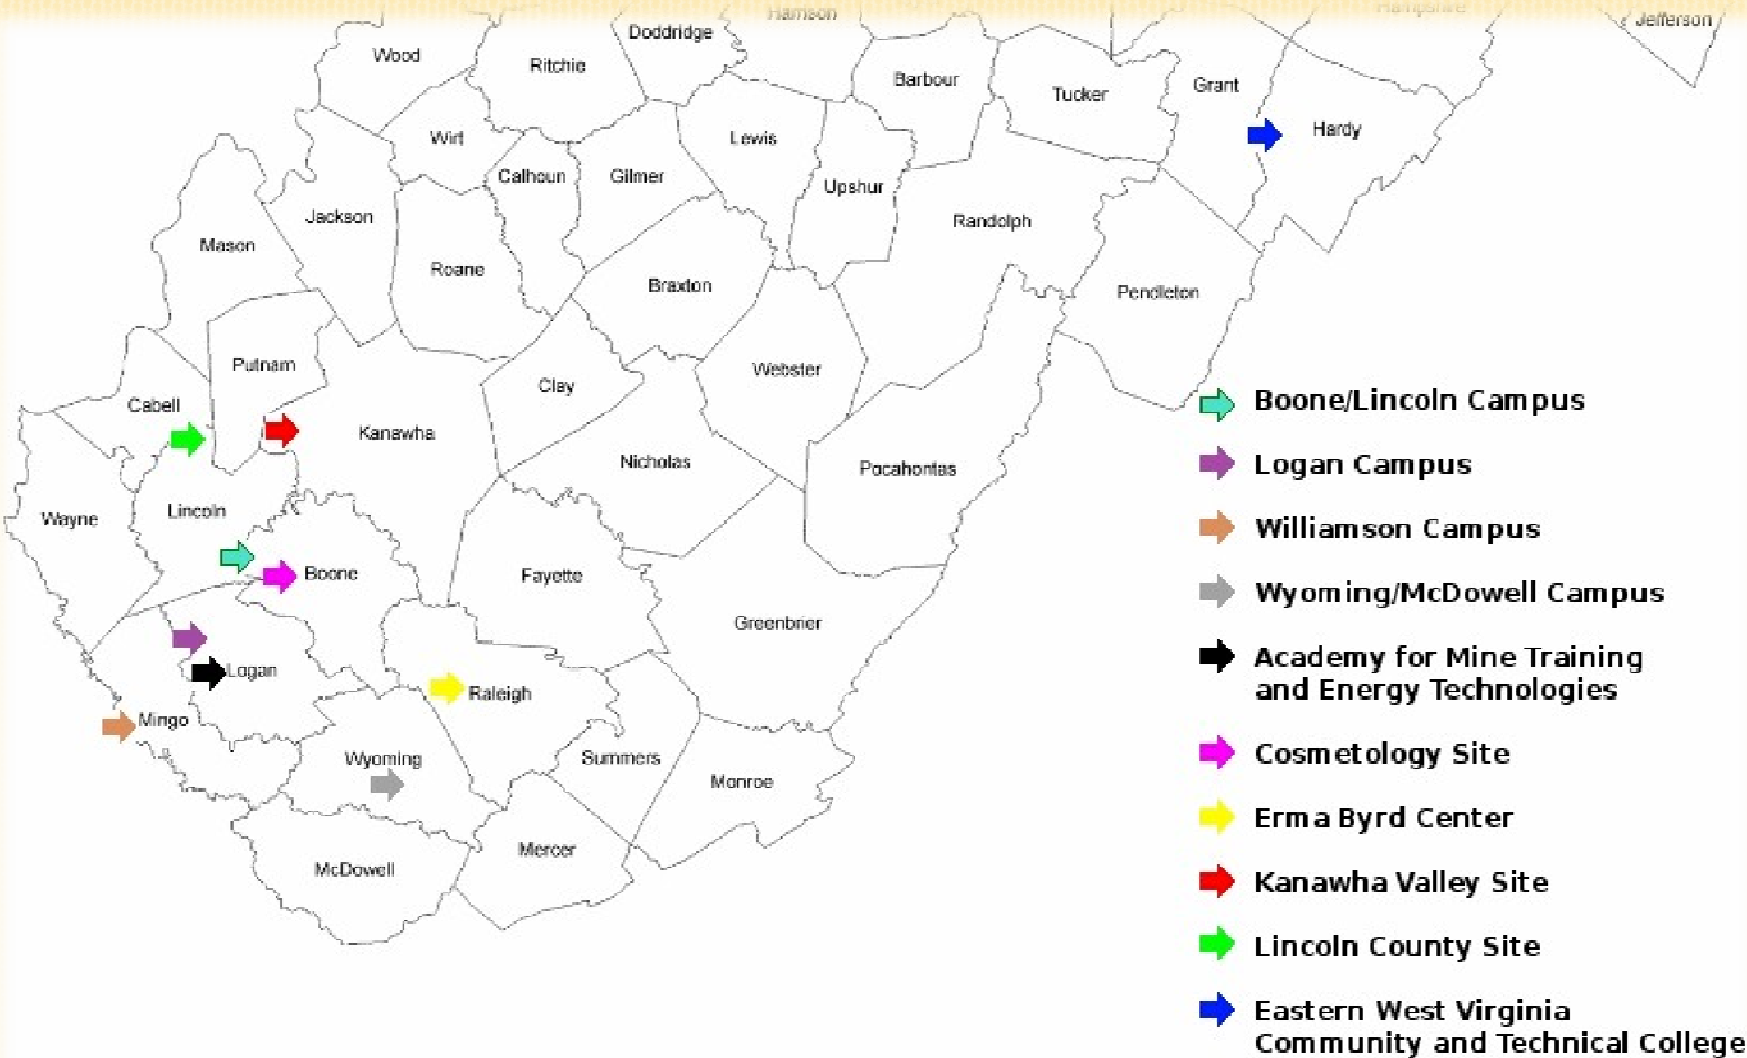 Harrison
Hampshire
Jefferson
Doddridge
Wood
Ritchie
Barbour
Grant
Tucker
Hardy
Wirt
Lewis
Calhoun
Gilmer
Upshur
Jackson
Randolph
Mason
Roane
Braxton
Pendleton
Putnam
Webster
Clay
Cabell
Kanawha
Nicholas
Pocahontas
Lincoln
Wayne
Boone
Fayette
Greenbrier
Logan
Raleigh
Mingo
Wyoming
Summers
Monroe
Mercer
McDowell
Boone/Lincoln Campus
Logan Campus
Williamson Campus
Wyoming/McDowell Campus
Academy for Mine Training
and Energy Technologies
Cosmetology Site
Erma Byrd Center
Kanawha Valley Site
Lincoln County Site
Eastern West Virginia
Community and Technical College